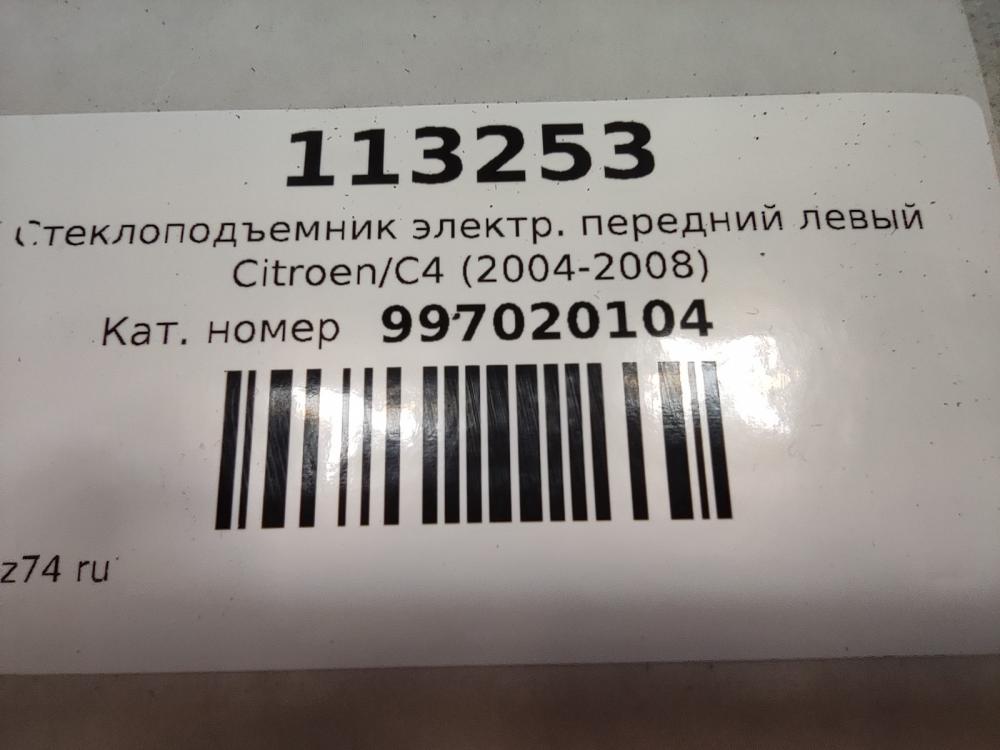 113253
Стеклоподъемник электр. передний левый
Citroen/C4 (2004-2008)
Кат. номер 997020104
z74 ru